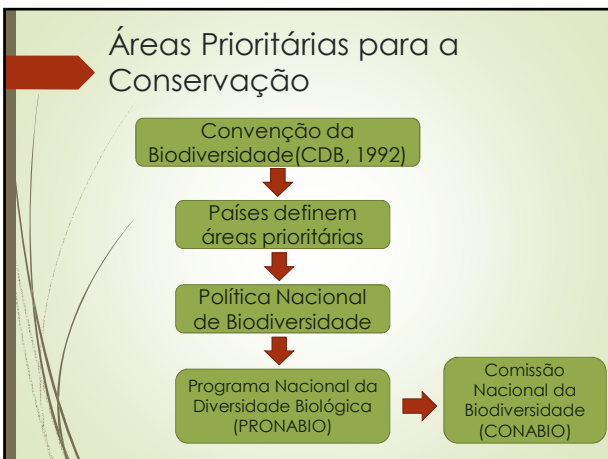 Áreas Prioritárias para a
Conservação
Convenção da
Biodiversidade(CDB, 1992)
Países definem
áreas prioritárias
Política Nacional
de Biodiversidade
Programa Nacional da
Diversidade Biológica
(PRONABIO)
Comissão
Nacional da
Biodiversidade
(CONABIO)